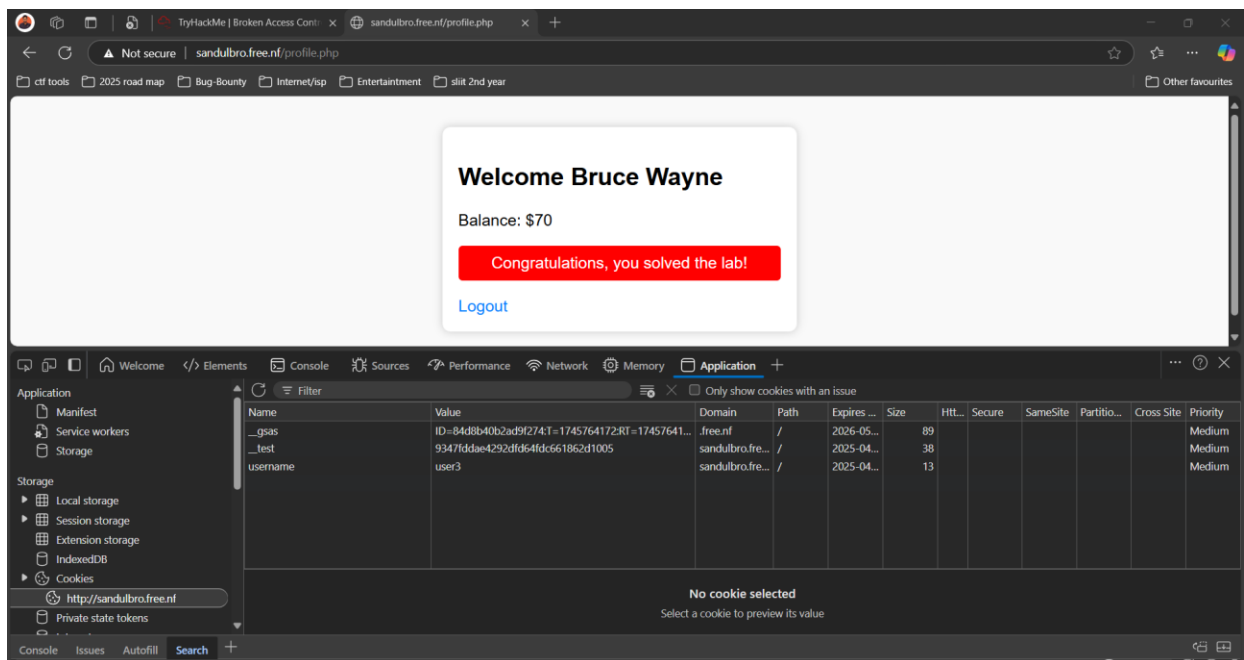 TryHackMe | Broken Access Contr
sandulbro.free.nf/profile.php
Not secure sandulbro.free.nf/profile.php
ctf tools 2025 road map Bug-Bounty Internet/isp Entertaintment sliit 2nd year Other favourites
Welcome Bruce Wayne
Balance: $70
Congratulations, you solved the lab!
Logout
Welcome Elements Console Sources Performance Network Memory Application
Application
Manifest
Service workers
Storage
Storage
Local storage
Session storage
Extension storage
IndexedDB
Cookies
http://sandulbro.free.nf
Private state tokens
Filter Only show cookies with an issue
Name Value Domain Path Expires ... Size Htt... Secure SameSite Partitio... Cross Site Priority
__gsas ID=84d8b40b2ad9f274:T=1745764172:RT=17457641... .free.nf / 2026-05... 89 Medium
__test 9347fddae4292dfd64fdc661862d1005 sandulbro.fre... / 2025-04... 38 Medium
username user3 sandulbro.fre... / 2025-04... 13 Medium
No cookie selected
Select a cookie to preview its value
Console Issues Autofill Search